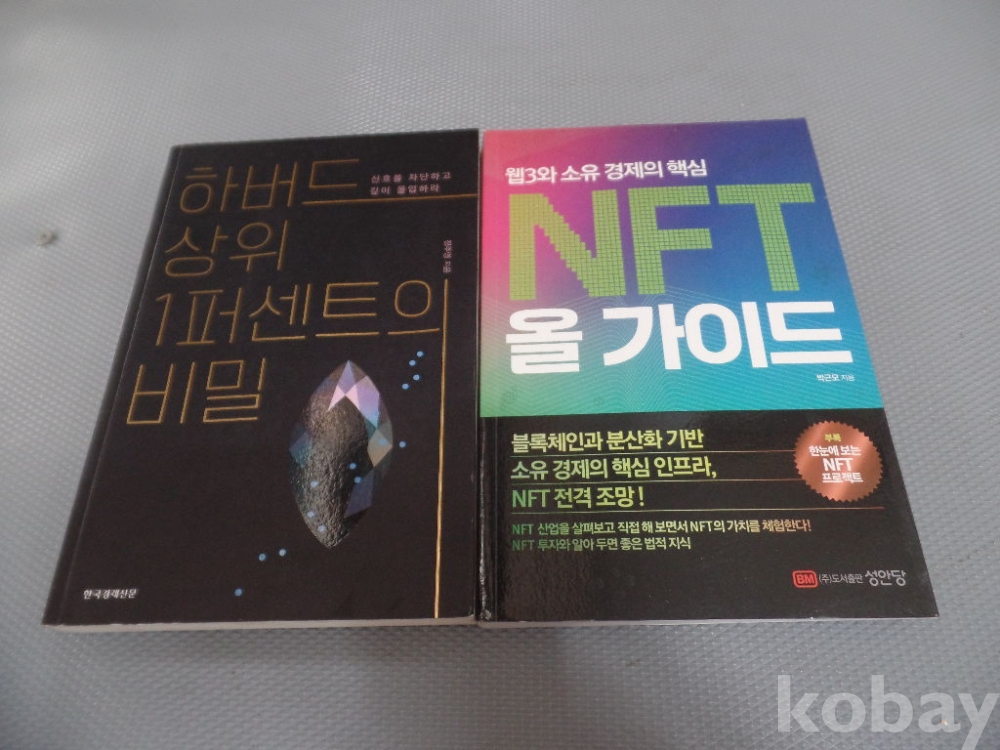 하버드
상위
1퍼센트의
비밀
신호를 차단하고
깊이 몰입하라
정주영 지음
한국경제신문
웹3와 소유 경제의 핵심
NFT
올 가이드
박근모 지음
블록체인과 분산화 기반
소유 경제의 핵심 인프라,
NFT 전격 조망!
NFT 산업을 살펴보고 직접 해 보면서 NFT의 가치를 체험한다!
NFT 투자와 알아 두면 좋은 법적 지식
부록
한눈에 보는
NFT
프로젝트
BM (주)도서출판 성안당
kobay